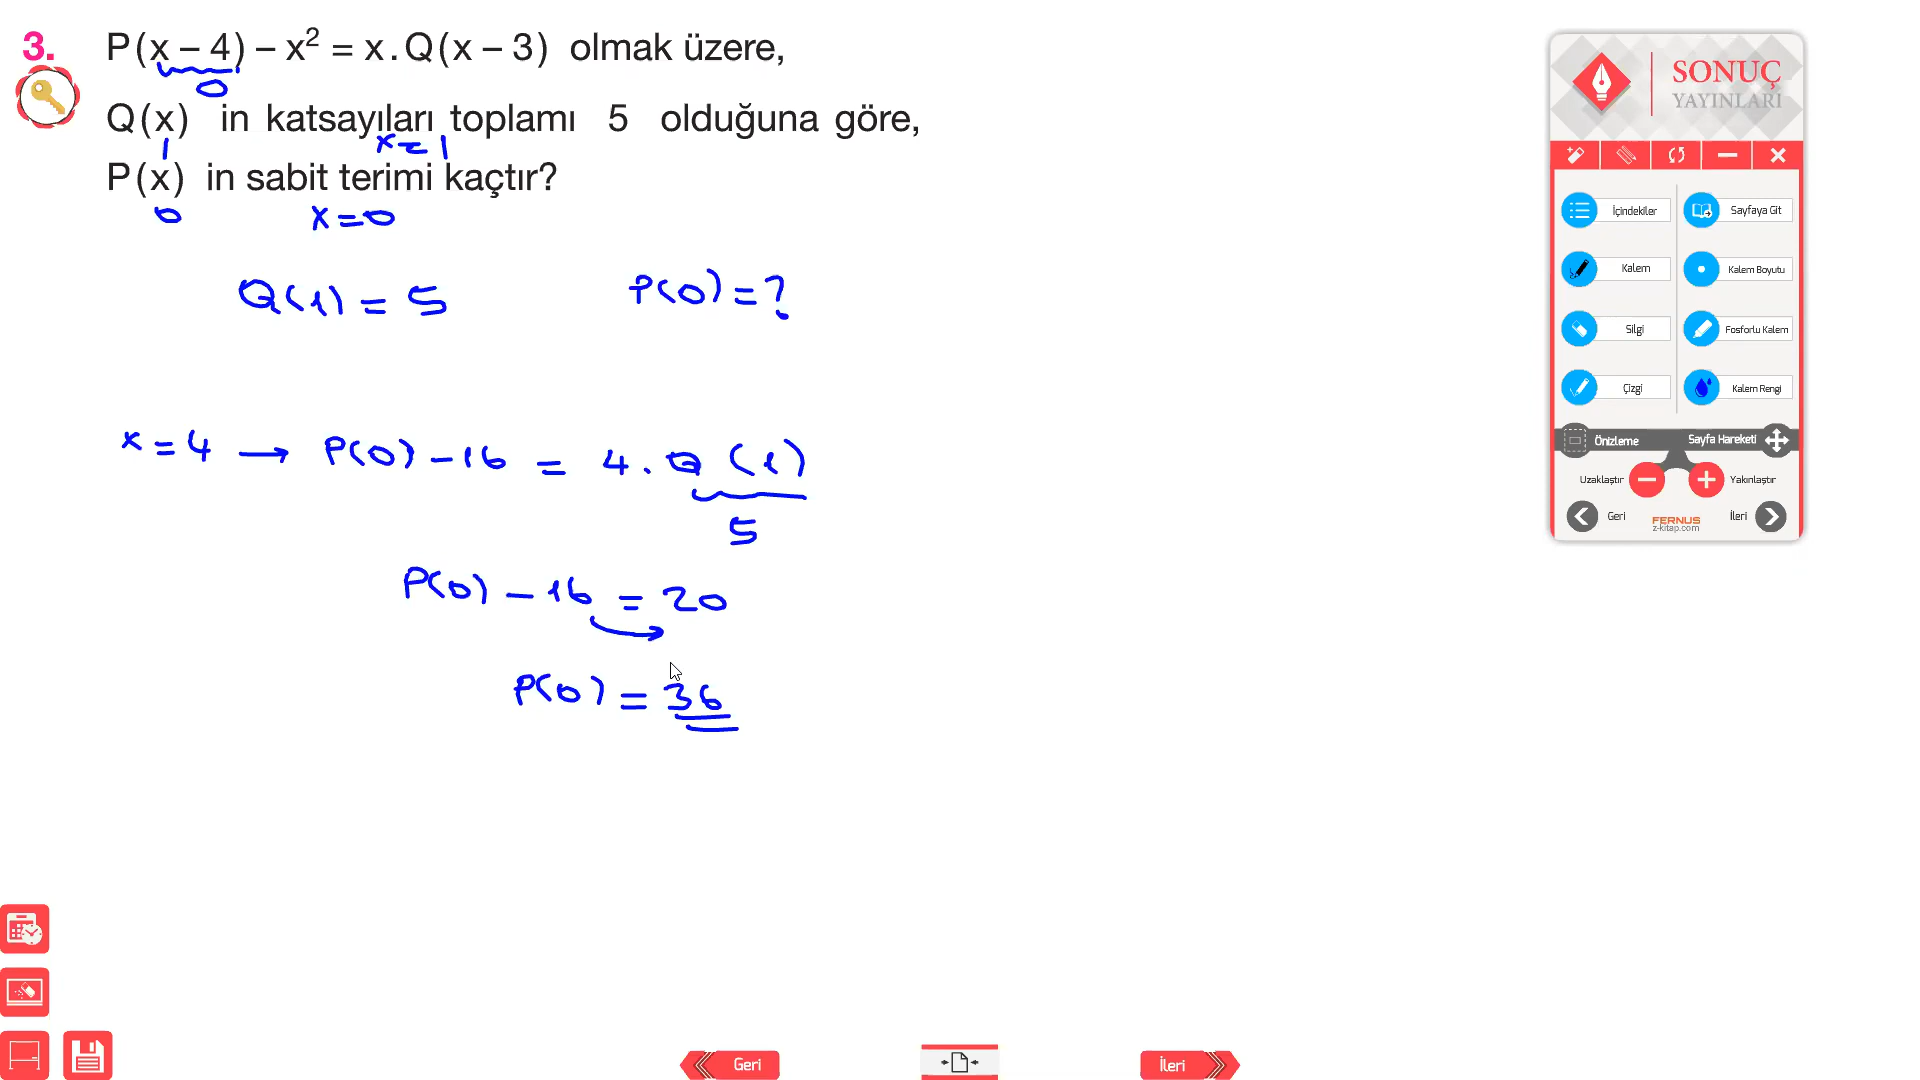 3. P(x – 4) – x² = x.Q(x – 3) olmak üzere,
0
Q(x) in katsayıları toplamı 5 olduğuna göre,
1 x = 1
P(x) in sabit terimi kaçtır?
0 x = 0
Q(1) = 5 P(0) = ?
x = 4 → P(0) – 16 = 4 . Q (1)
5
P(0) – 16 = 20
P(0) = 36
SONUÇ
YAYINLARI
İçindekiler Sayfaya Git
Kalem Kalem Boyutu
Silgi Fosforlu Kalem
Çizgi Kalem Rengi
Önizleme Sayfa Hareketi
Uzaklaştır Yakınlaştır
Geri FERNUS İleri
z-kitap.com
Geri İleri